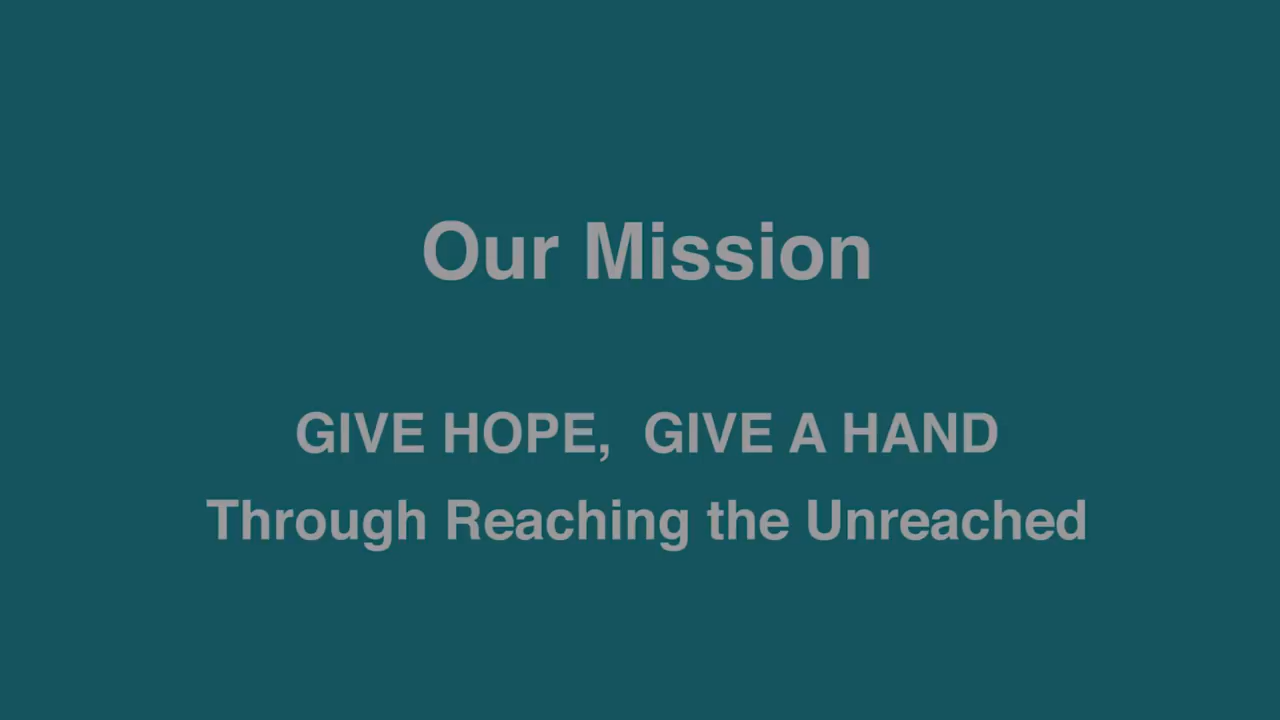 Our Mission
GIVE HOPE,  GIVE A HAND
Through Reaching the Unreached